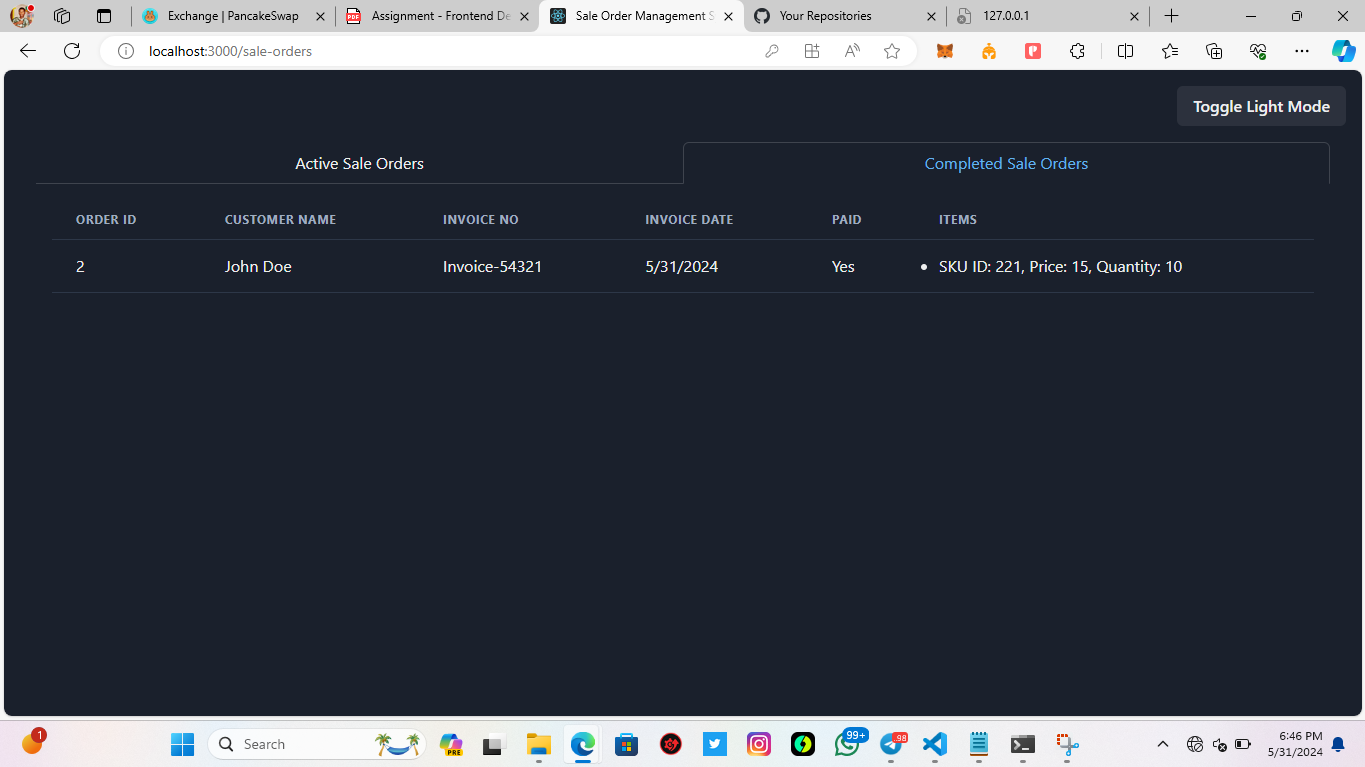 Exchange | PancakeSwap
Assignment - Frontend De
Sale Order Management S
Your Repositories
127.0.0.1
localhost:3000/sale-orders
Toggle Light Mode
Active Sale Orders
Completed Sale Orders
ORDER ID CUSTOMER NAME INVOICE NO INVOICE DATE PAID ITEMS
2 John Doe Invoice-54321 5/31/2024 Yes • SKU ID: 221, Price: 15, Quantity: 10
1
Search
PRE
99+
98
6:46 PM
5/31/2024